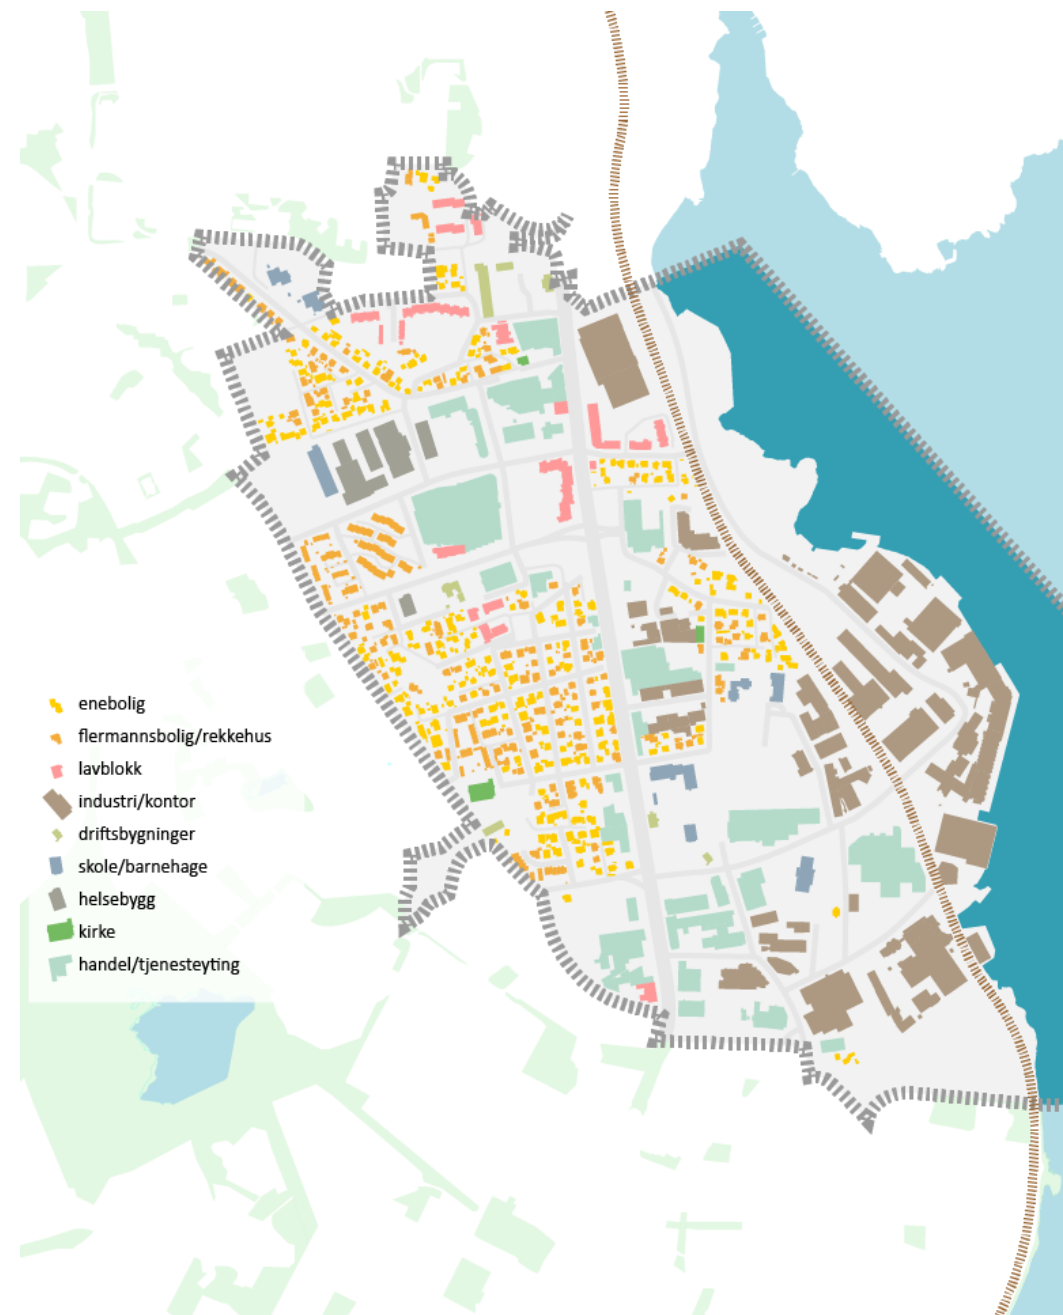 enebolig
flermannsbolig/rekkehus
lavblokk
industri/kontor
driftsbygninger
skole/barnehage
helsebygg
kirke
handel/tjenesteyting